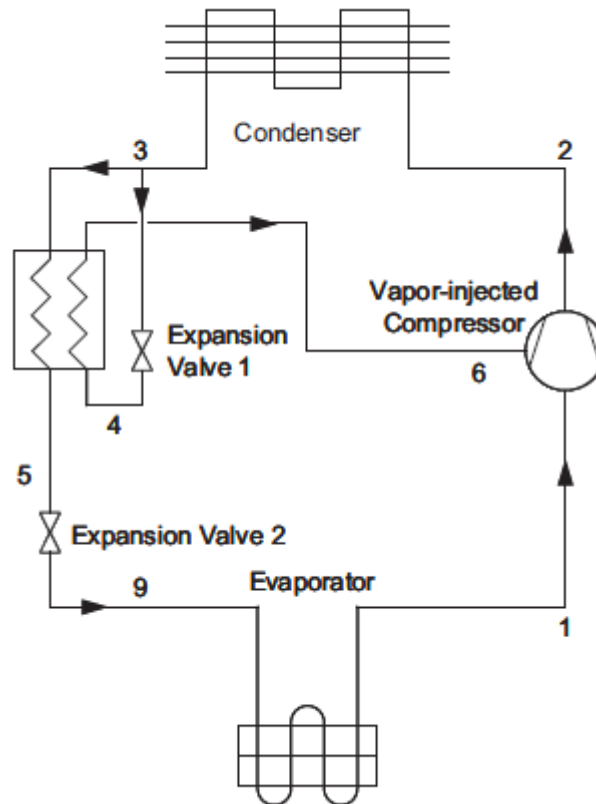 Condenser
3
2
Vapor-injected
Compressor
Expansion
Valve 1
6
4
5
Expansion Valve 2
9
Evaporator
1